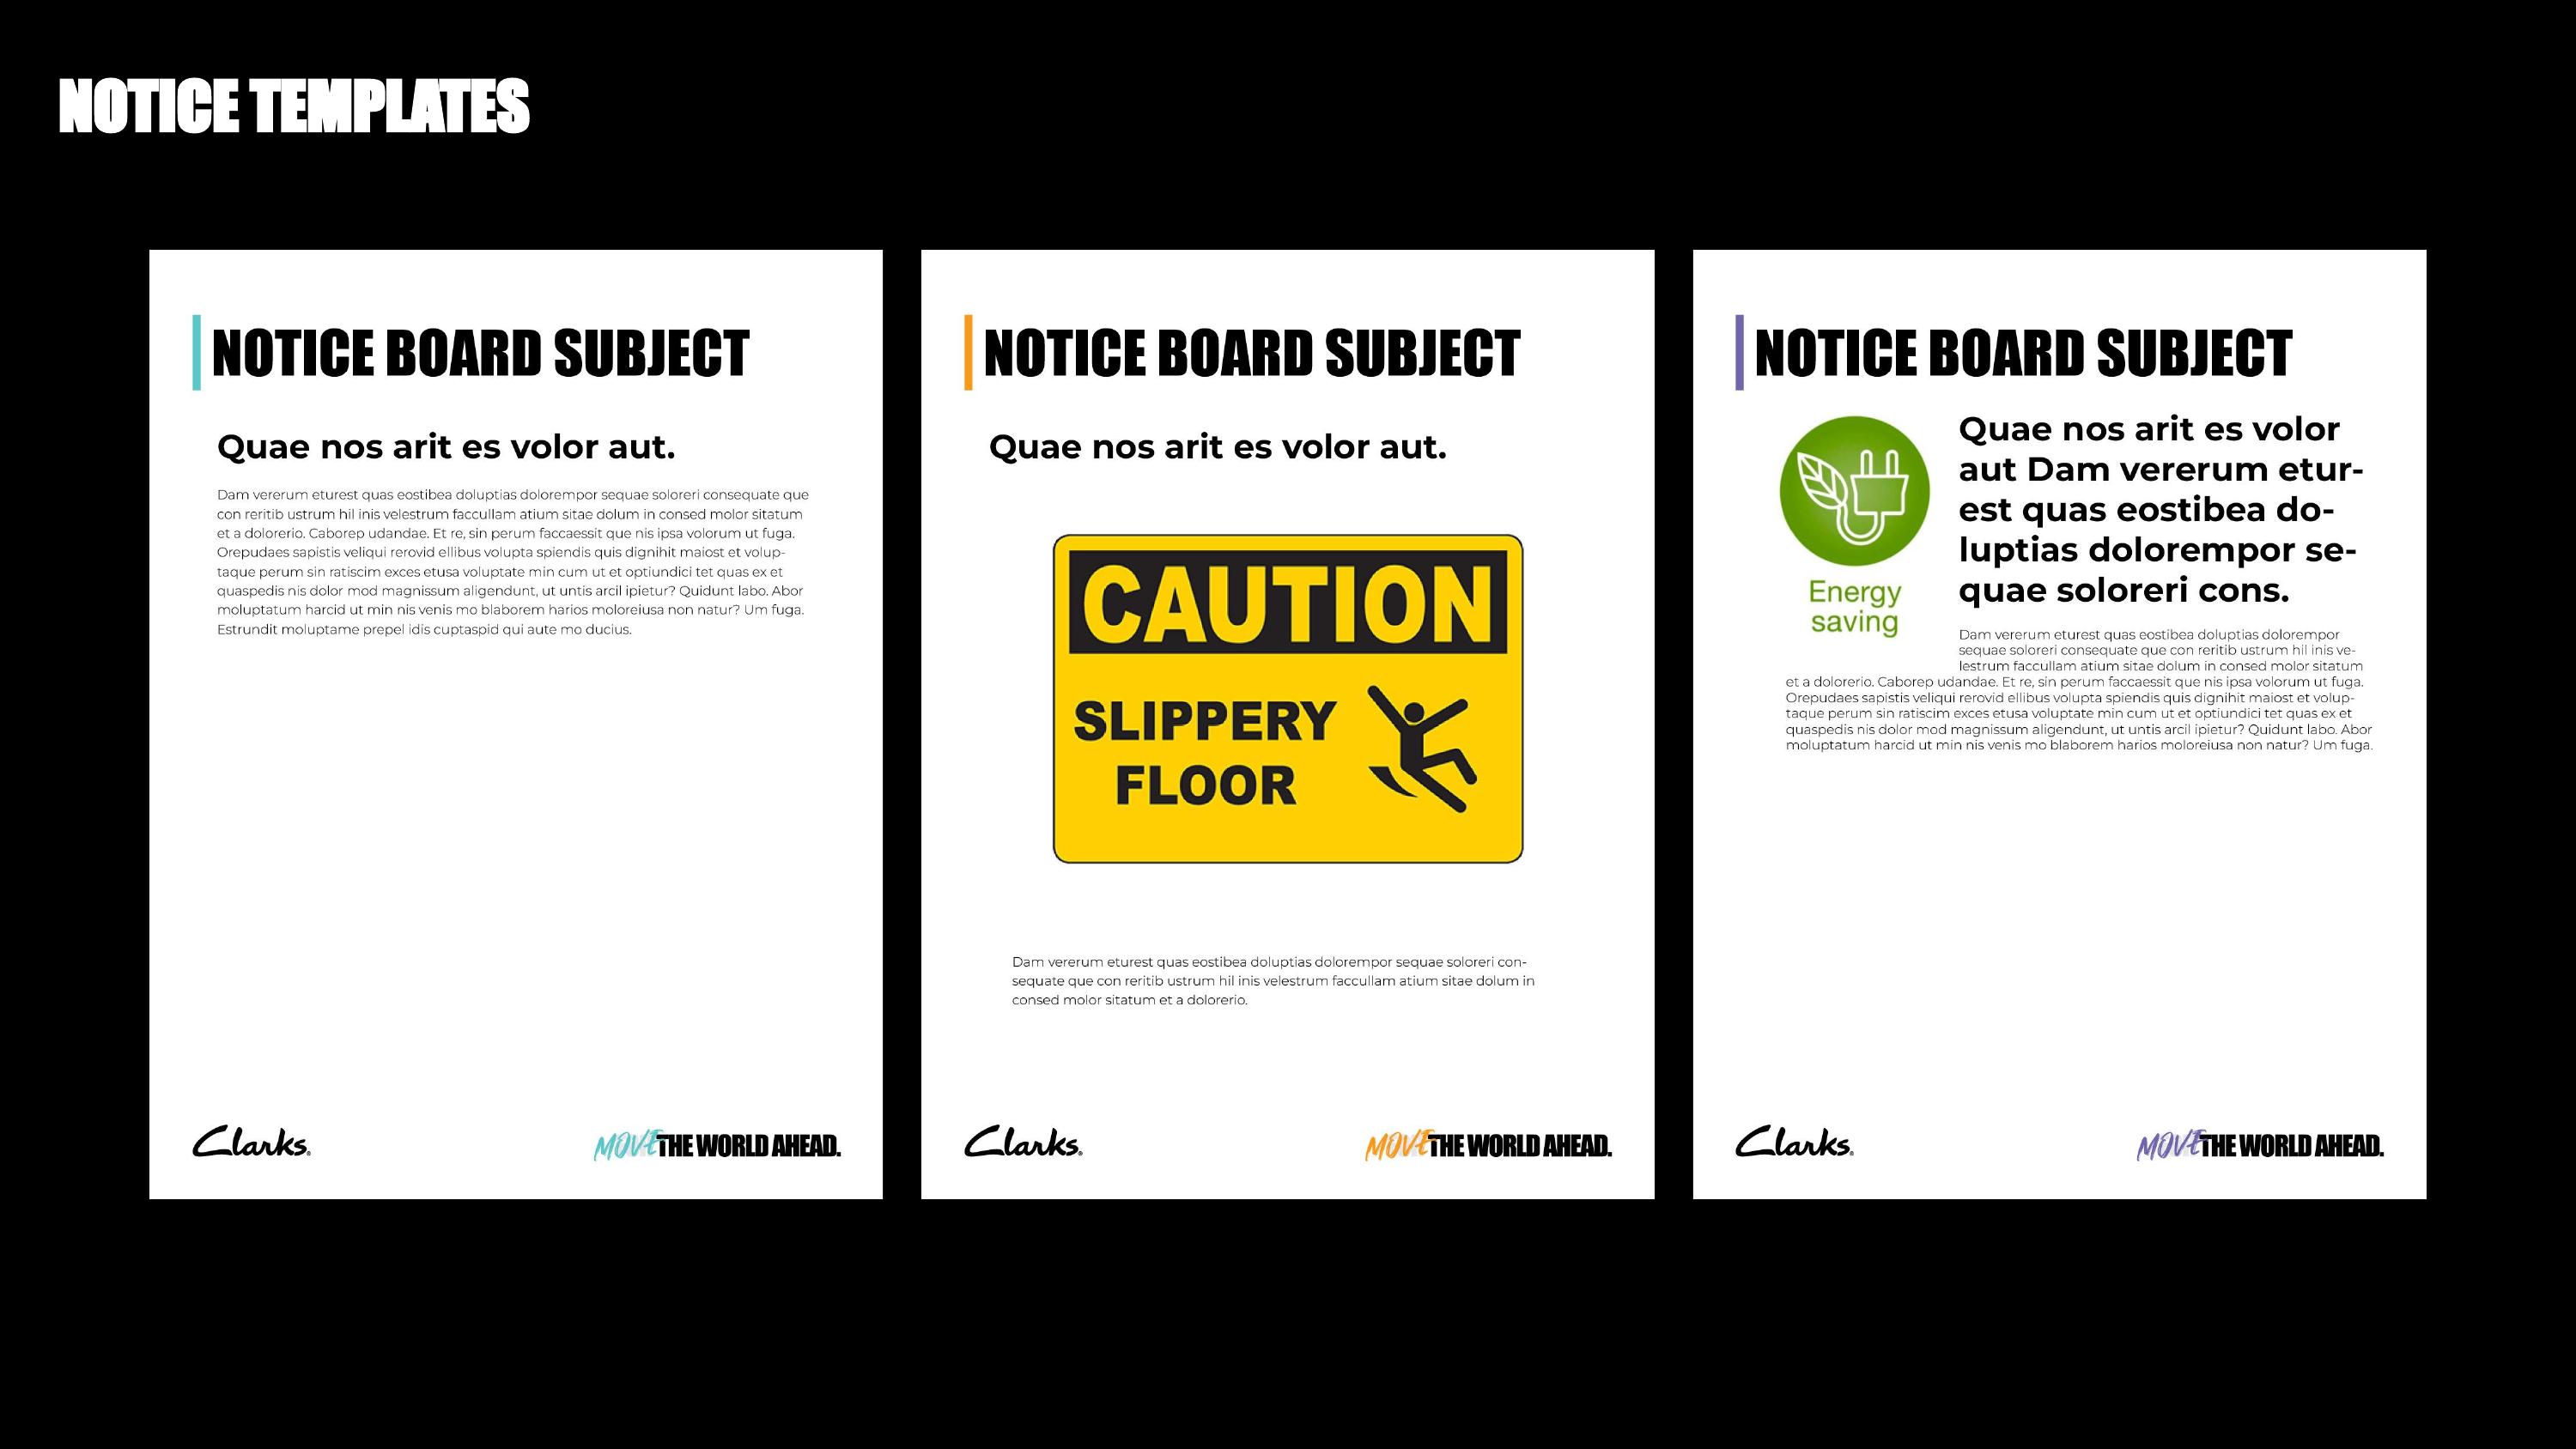 NOTICE TEMPLATES
NOTICE BOARD SUBJECT
Quae nos arit es volor aut.
Dam vererum eturest quas eostibea doluptias dolorempor sequae soloreri consequate que
con reritib ustrum hil inis velestrum faccullam atium sitae dolum in consed molor sitatum
et a dolorerio. Caborep udandae. Et re, sin perum faccaessit que nis ipsa volorum ut fuga.
Orepudaes sapistis veliqui rerovid ellibus volupta spiendis quis dignihit maiost et volup-
taque perum sin ratiscim exces etusa voluptate min cum ut et optiundici tet quas ex et
quaspedis nis dolor mod magnissum aligendunt, ut untis arcil ipietur? Quidunt labo. Abor
moluptatum harcid ut min nis venis mo blaborem harios moloreiusa non natur? Um fuga.
Estrundit moluptame prepel idis cuptaspid qui aute mo ducius.
Clarks®
MOVE THE WORLD AHEAD.
NOTICE BOARD SUBJECT
Quae nos arit es volor aut.
CAUTION
SLIPPERY
FLOOR
Dam vererum eturest quas eostibea doluptias dolorempor sequae soloreri con-
sequate que con reritib ustrum hil inis velestrum faccullam atium sitae dolum in
consed molor sitatum et a dolorerio.
Clarks®
MOVE THE WORLD AHEAD.
NOTICE BOARD SUBJECT
Energy
saving
Quae nos arit es volor
aut Dam vererum etur-
est quas eostibea do-
luptias dolorempor se-
quae soloreri cons.
Dam vererum eturest quas eostibea doluptias dolorempor
sequae soloreri consequate que con reritib ustrum hil inis ve-
lestrum faccullam atium sitae dolum in consed molor sitatum
et a dolorerio. Caborep udandae. Et re, sin perum faccaessit que nis ipsa volorum ut fuga.
Orepudaes sapistis veliqui rerovid ellibus volupta spiendis quis dignihit maiost et volup-
taque perum sin ratiscim exces etusa voluptate min cum ut et optiundici tet quas ex et
quaspedis nis dolor mod magnissum aligendunt, ut untis arcil ipietur? Quidunt labo. Abor
moluptatum harcid ut min nis venis mo blaborem harios moloreiusa non natur? Um fuga.
Clarks®
MOVE THE WORLD AHEAD.